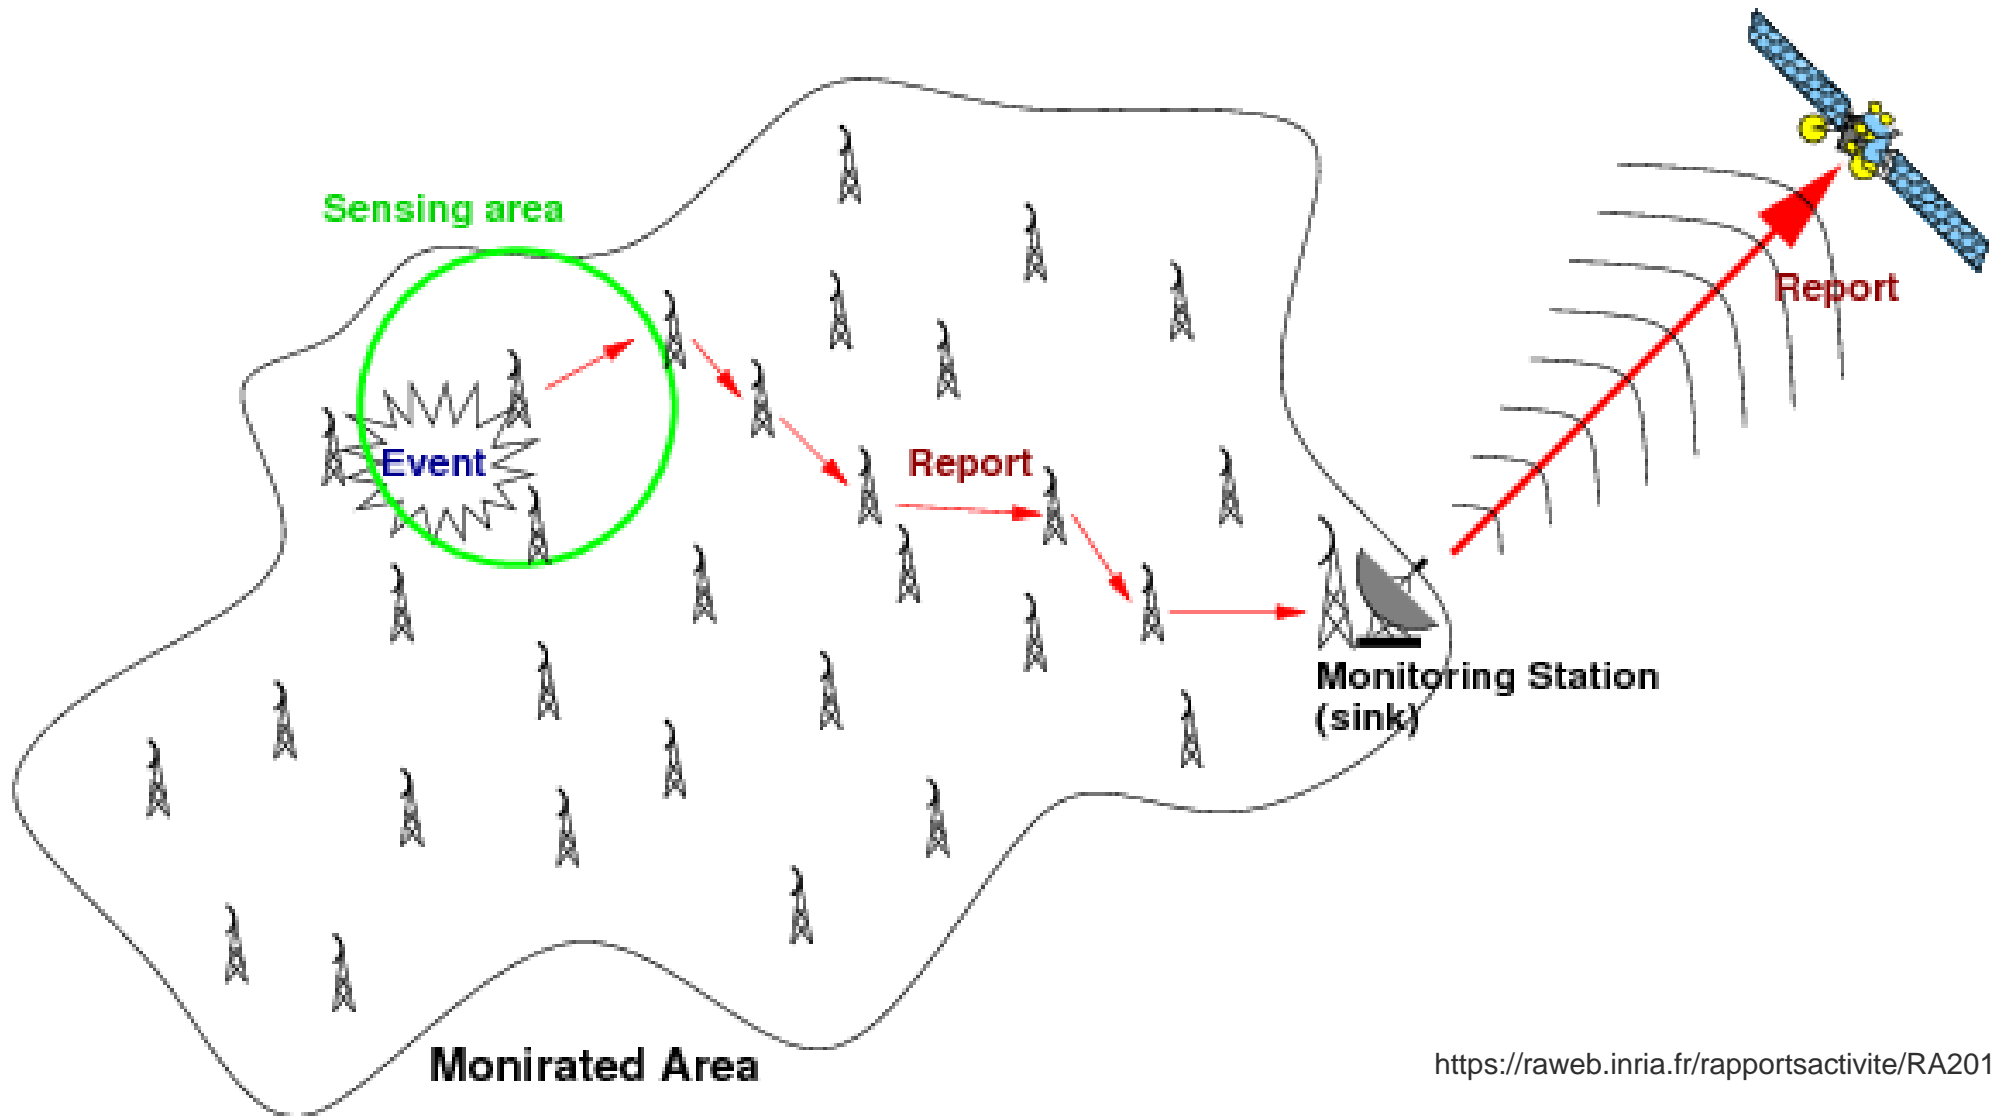 Sensing area
Report
Event
Report
Monitoring Station
(sink)
Monirated Area
https://raweb.inria.fr/rapportsactivite/RA201